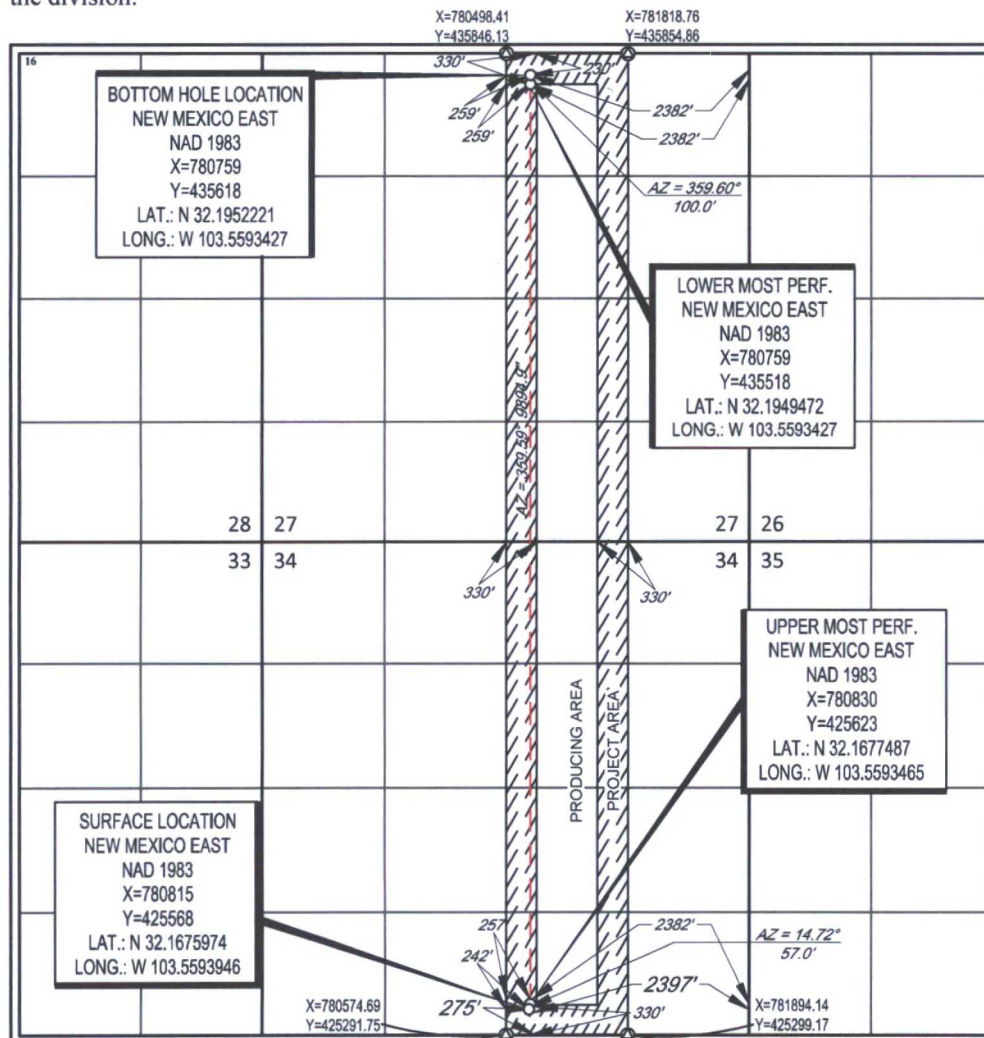 the division.
X=780498.41
Y=435846.13
X=781818.76
Y=435854.86
16
330'
230'
BOTTOM HOLE LOCATION
NEW MEXICO EAST
NAD 1983
X=780759
Y=435618
LAT.: N 32.1952221
LONG.: W 103.5593427
259'
259'
2382'
2382'
AZ = 359.60°
100.0'
LOWER MOST PERF.
NEW MEXICO EAST
NAD 1983
X=780759
Y=435518
LAT.: N 32.1949472
LONG.: W 103.5593427
AZ = 359.59° 9894.9'
28 27
33 34
27 26
34 35
330'
330'
UPPER MOST PERF.
NEW MEXICO EAST
NAD 1983
X=780830
Y=425623
LAT.: N 32.1677487
LONG.: W 103.5593465
PRODUCING AREA
PROJECT AREA
SURFACE LOCATION
NEW MEXICO EAST
NAD 1983
X=780815
Y=425568
LAT.: N 32.1675974
LONG.: W 103.5593946
257'
242'
2382'
AZ = 14.72°
57.0'
275'
2397'
330'
X=780574.69
Y=425291.75
X=781894.14
Y=425299.17